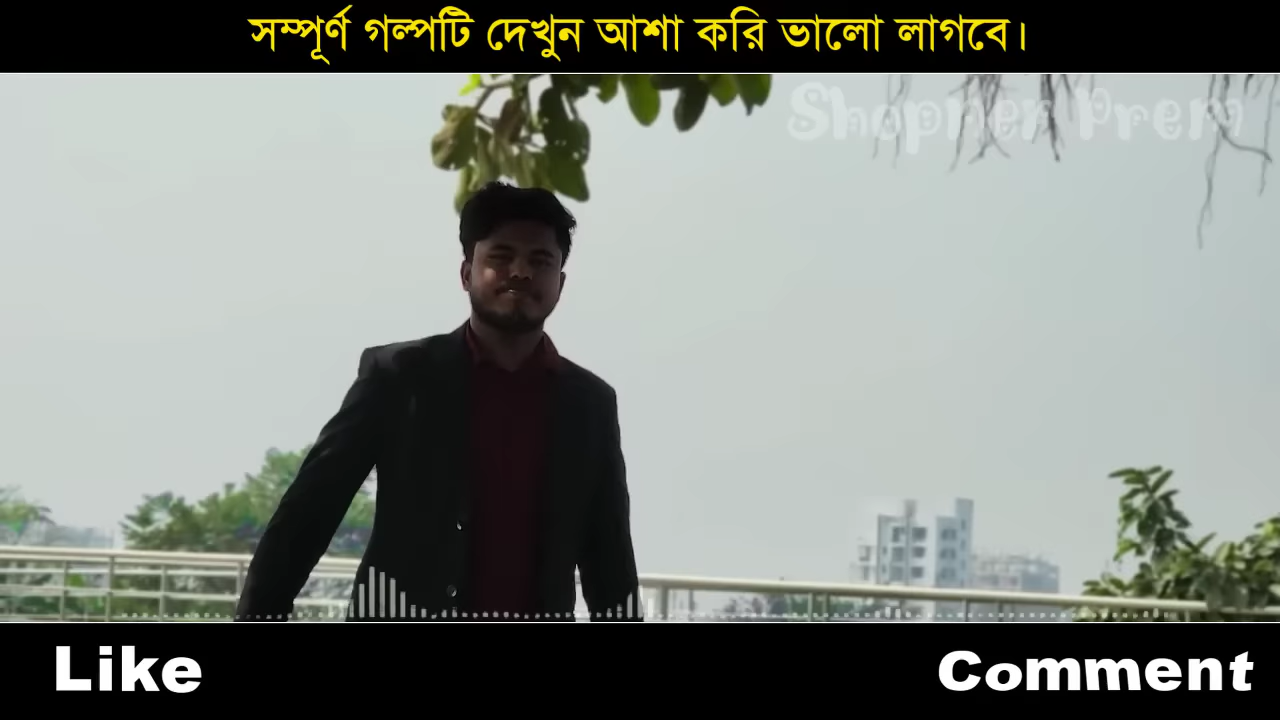 সম্পূর্ণ গল্পটি দেখুন আশা করি ভালো লাগবে।
Shopner Prem
Like
Comment